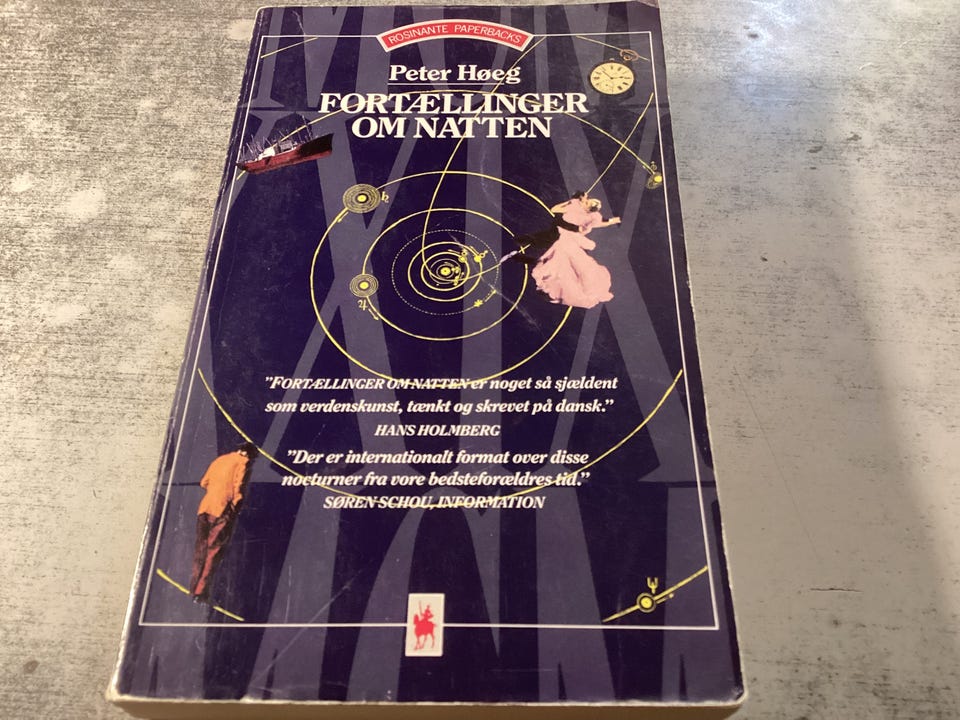 ROSINANTE PAPERBACKS
Peter Høeg
FORTÆLLINGER
OM NATTEN
"FORTÆLLINGER OM NATTEN er noget så sjældent
som verdenskunst, tænkt og skrevet på dansk."
HANS HOLMBERG
"Der er internationalt format over disse
nocturner fra vore bedsteforældres tid."
SØREN SCHOU, INFORMATION